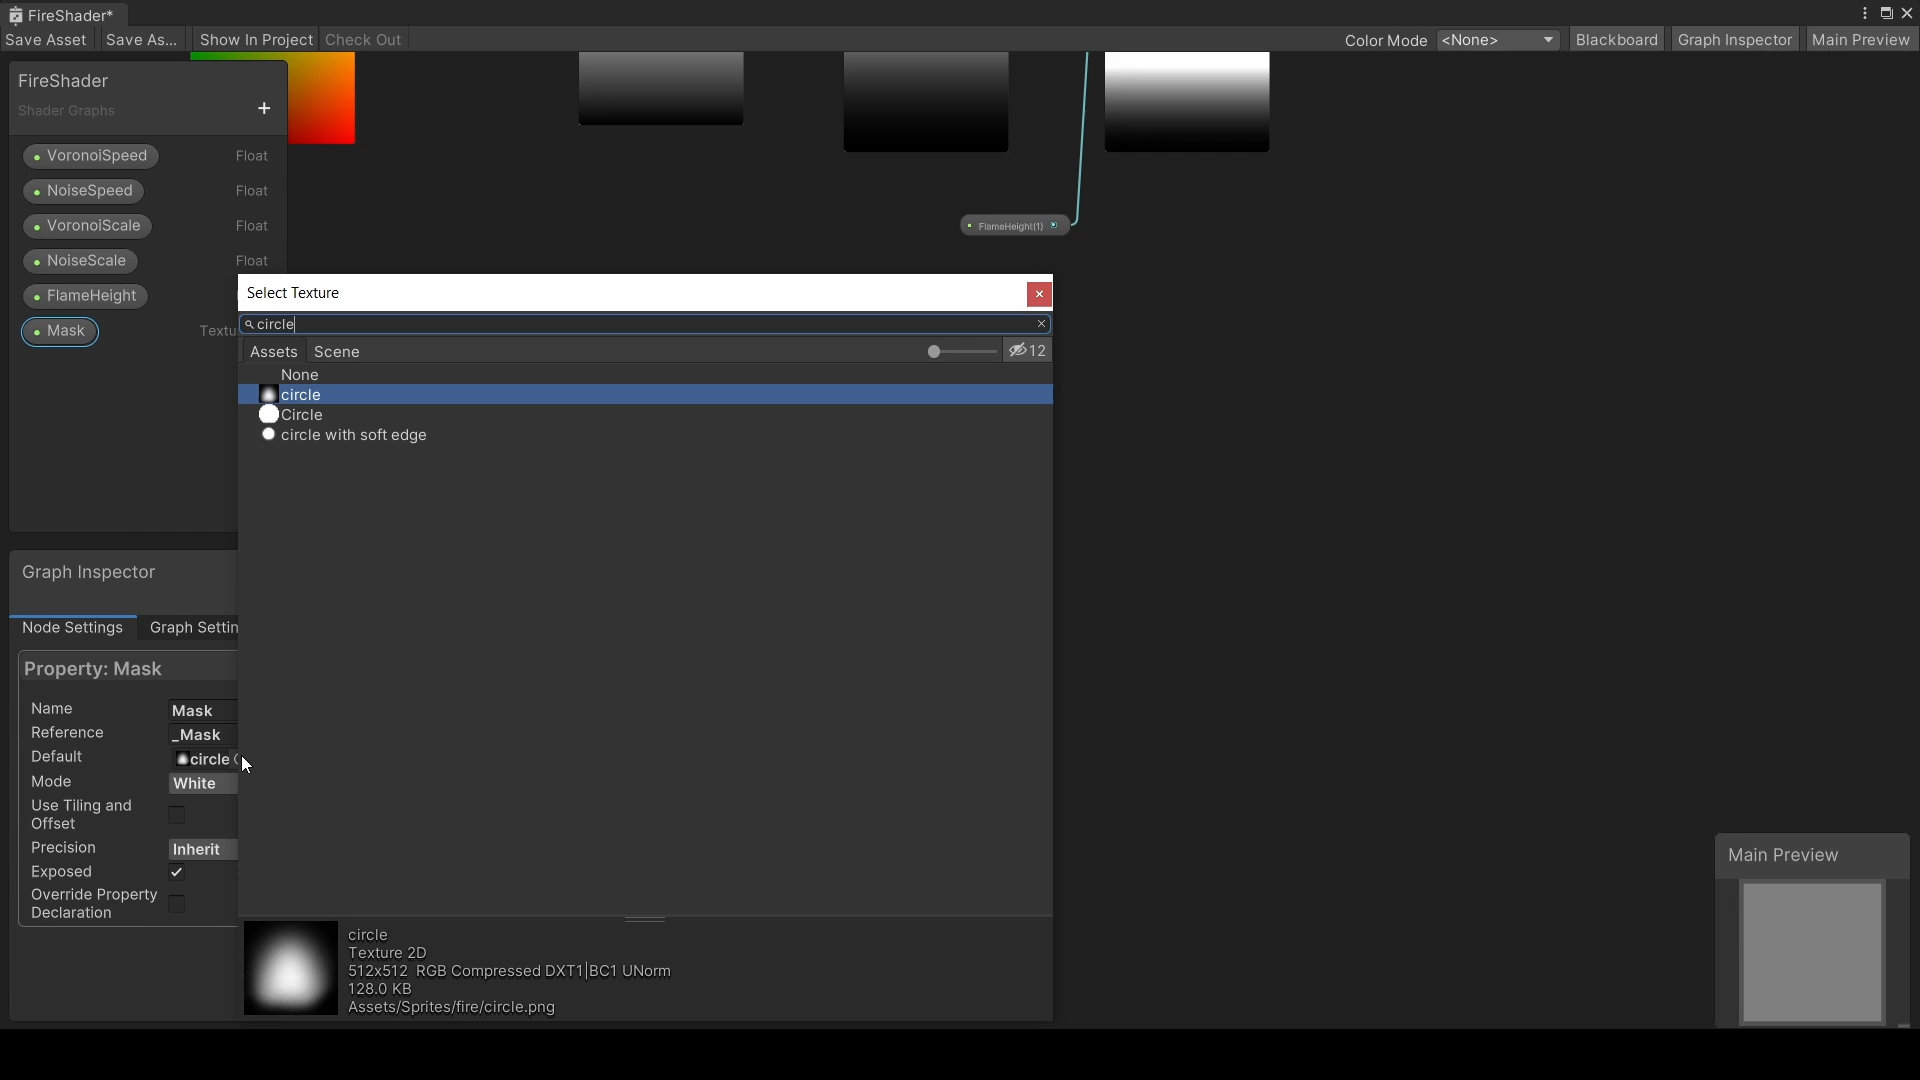 FireShader*
Save Asset Save As... Show In Project Check Out Color Mode <None> Blackboard Graph Inspector Main Preview
FireShader
Shader Graphs
+
VoronoiSpeed Float
NoiseSpeed Float
VoronoiScale Float
NoiseScale Float
FlameHeight
Mask Textu
FlameHeight(1)
Select Texture
circle
Assets Scene 12
None
circle
Circle
circle with soft edge
Graph Inspector
Node Settings Graph Settin
Property: Mask
Name Mask
Reference _Mask
Default circle
Mode White
Use Tiling and
Offset
Precision Inherit
Exposed
Override Property
Declaration
circle
Texture 2D
512x512 RGB Compressed DXT1|BC1 UNorm
128.0 KB
Assets/Sprites/fire/circle.png
Main Preview